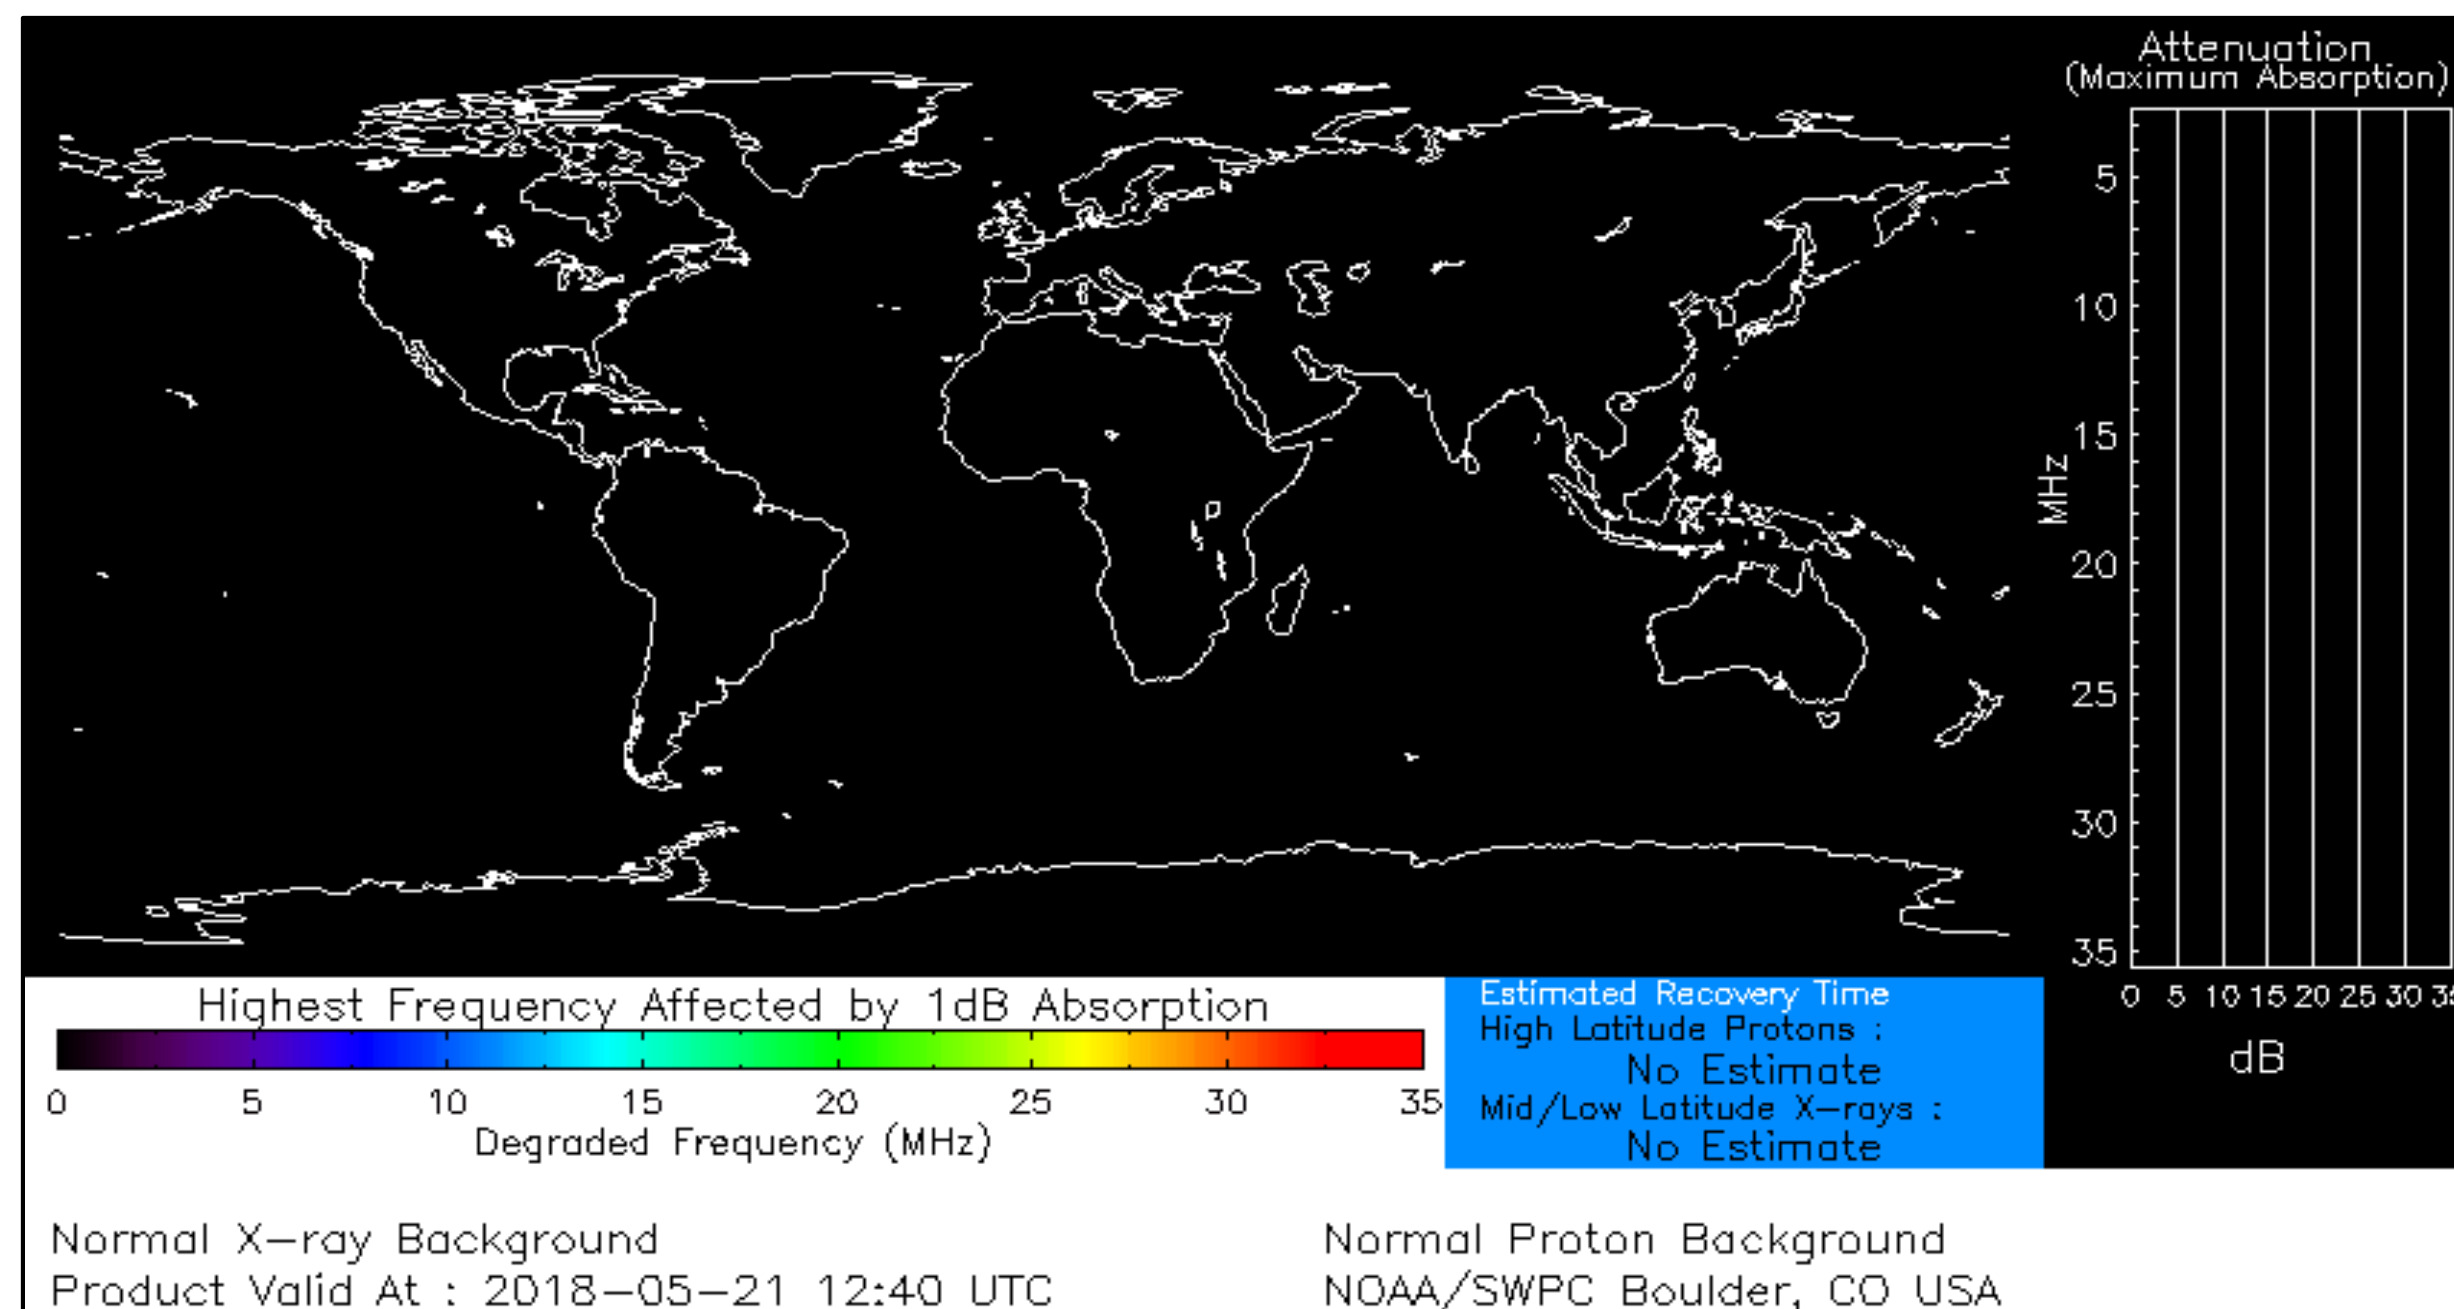 Attenuation
(Maximum Absorption)
5
10
15
20
25
30
35
MHz
0 5 10 15 20 25 30
dB
Highest Frequency Affected by 1dB Absorption
0 5 10 15 20 25 30 35
Degraded Frequency (MHz)
Estimated Recovery Time
High Latitude Protons :
No Estimate
Mid/Low Latitude X-rays :
No Estimate
Normal X-ray Background
Normal Proton Background
Product Valid At : 2018-05-21 12:40 UTC
NOAA/SWPC Boulder, CO USA